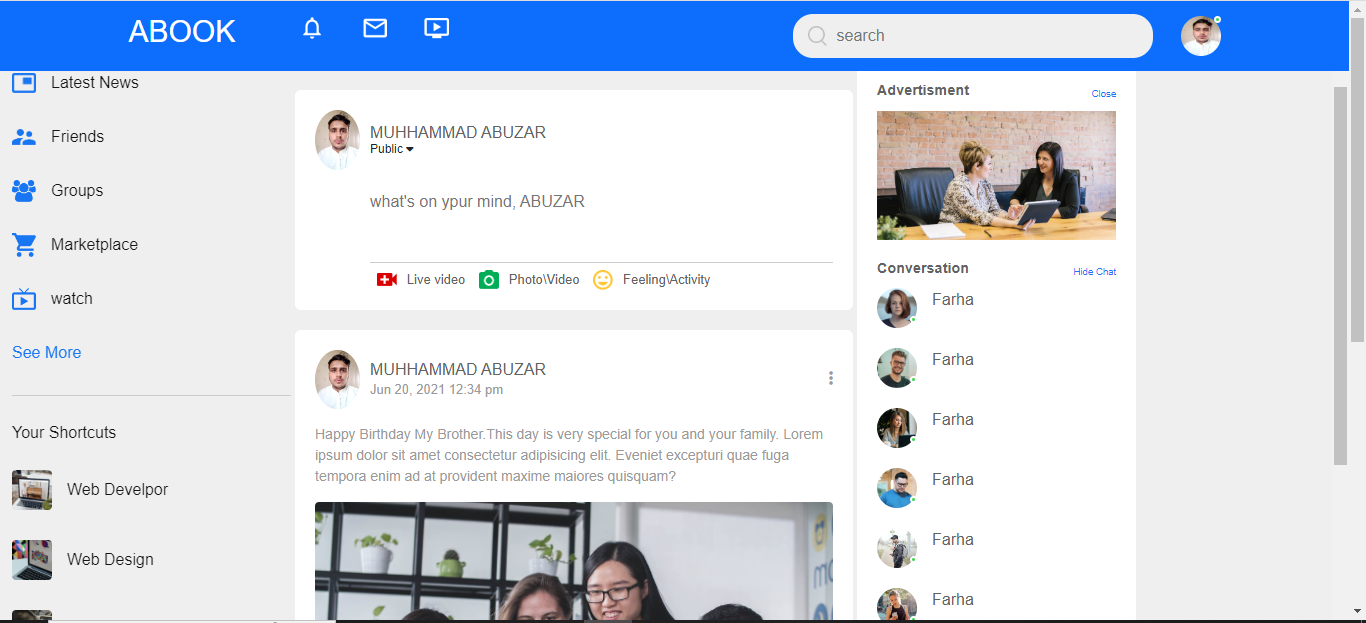 ABOOK
search
Latest News
Friends
Groups
Marketplace
watch
See More
Your Shortcuts
Web Develpor
Web Design
MUHHAMMAD ABUZAR
Public
what's on ypur mind, ABUZAR
Live video Photo\Video Feeling\Activity
MUHHAMMAD ABUZAR
Jun 20, 2021 12:34 pm
Happy Birthday My Brother.This day is very special for you and your family. Lorem
ipsum dolor sit amet consectetur adipisicing elit. Eveniet excepturi quae fuga
tempora enim ad at provident maxime maiores quisquam?
Advertisment
Close
Conversation
Hide Chat
Farha
Farha
Farha
Farha
Farha
Farha